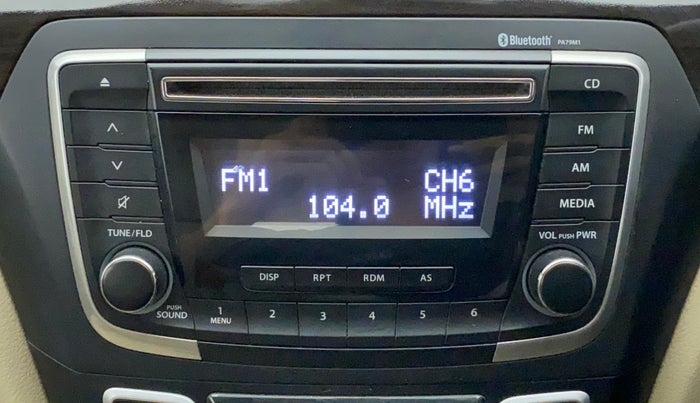 Bluetooth PA79M1
CD
FM
AM
MEDIA
FM1 CH6
104.0 MHz
TUNE/FLD
VOL PUSH PWR
DISP RPT RDM AS
PUSH
SOUND
1 2 3 4 5 6
MENU